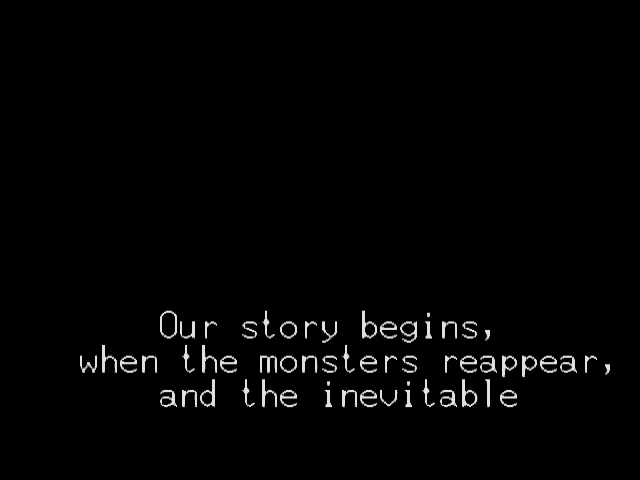 Our story begins,
when the monsters reappear,
and the inevitable